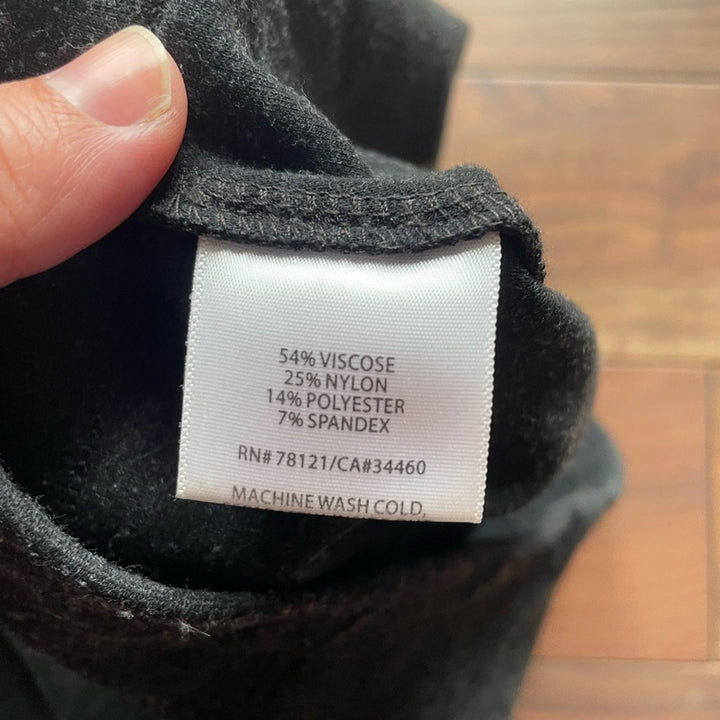 54% VISCOSE
25% NYLON
14% POLYESTER
7% SPANDEX
RN# 78121/CA#34460
MACHINE WASH COLD,